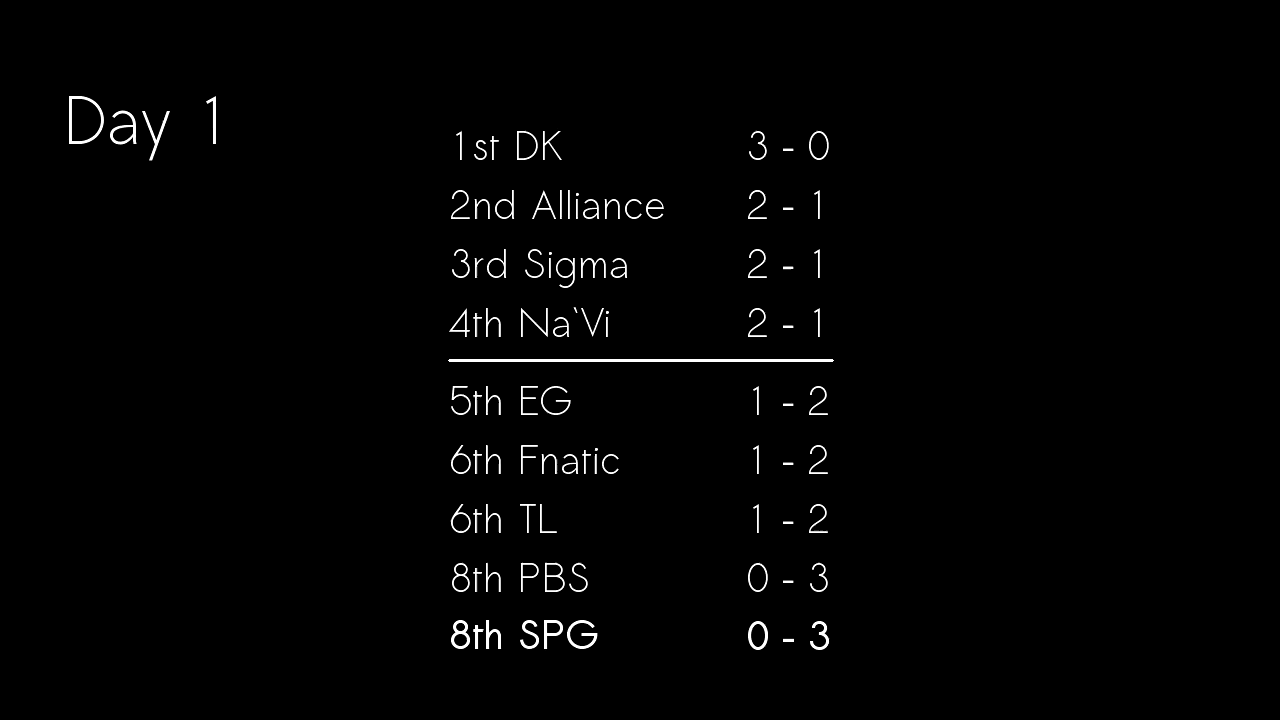 Day 1
1st DK 3 - 0
2nd Alliance 2 - 1
3rd Sigma 2 - 1
4th Na`Vi 2 - 1
5th EG 1 - 2
6th Fnatic 1 - 2
6th TL 1 - 2
8th PBS 0 - 3
8th SPG 0 - 3